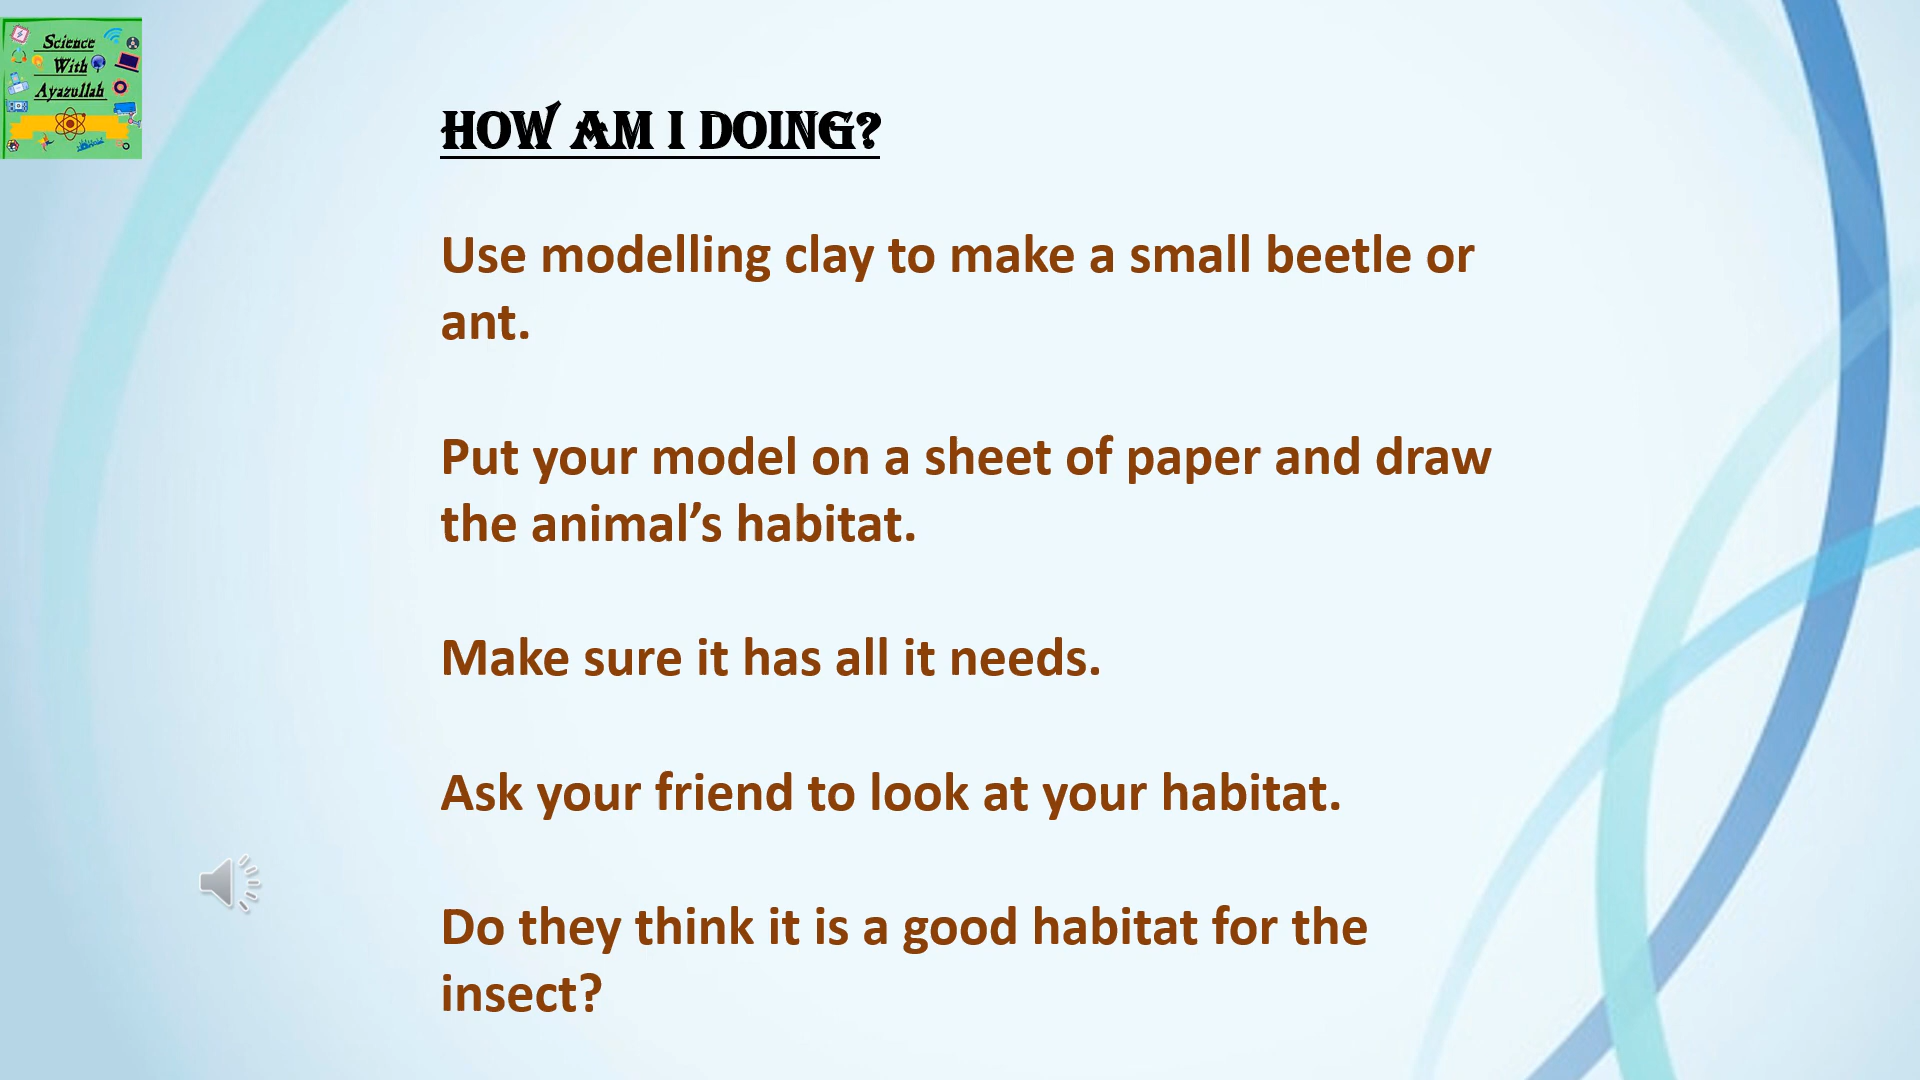 Science
With
Ayazullah
HOW AM I DOING?
Use modelling clay to make a small beetle or
ant.
Put your model on a sheet of paper and draw
the animal’s habitat.
Make sure it has all it needs.
Ask your friend to look at your habitat.
Do they think it is a good habitat for the
insect?